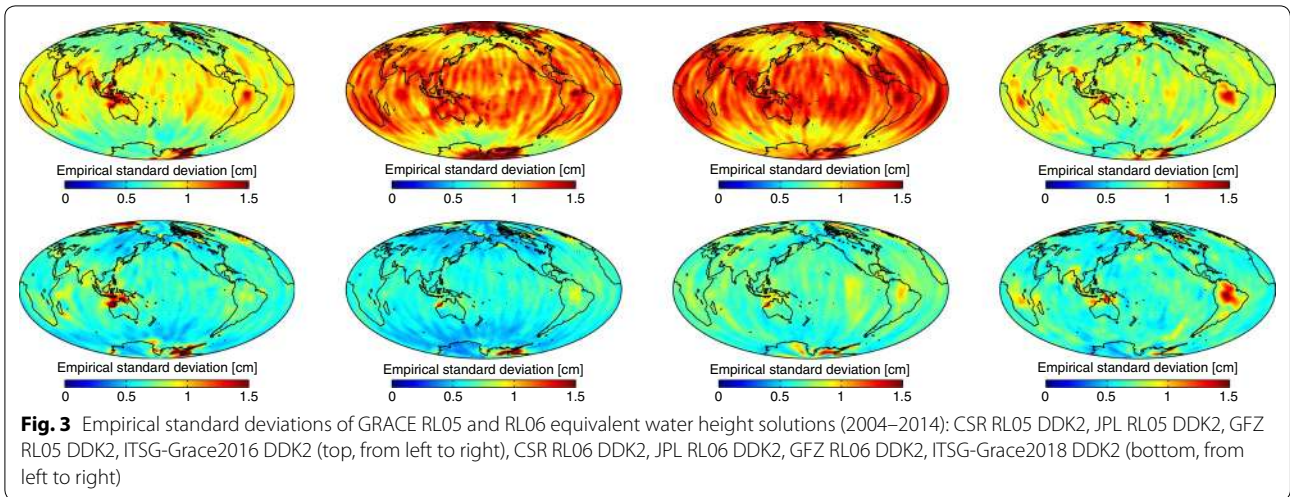 Empirical standard deviation [cm] Empirical standard deviation [cm] Empirical standard deviation [cm] Empirical standard deviation [cm]
0 0.5 1 1.5 0 0.5 1 1.5 0 0.5 1 1.5 0 0.5 1 1.5
Empirical standard deviation [cm] Empirical standard deviation [cm] Empirical standard deviation [cm] Empirical standard deviation [cm]
0 0.5 1 1.5 0 0.5 1 1.5 0 0.5 1 1.5 0 0.5 1 1.5
Fig. 3 Empirical standard deviations of GRACE RL05 and RL06 equivalent water height solutions (2004–2014): CSR RL05 DDK2, JPL RL05 DDK2, GFZ
RL05 DDK2, ITSG-Grace2016 DDK2 (top, from left to right), CSR RL06 DDK2, JPL RL06 DDK2, GFZ RL06 DDK2, ITSG-Grace2018 DDK2 (bottom, from
left to right)